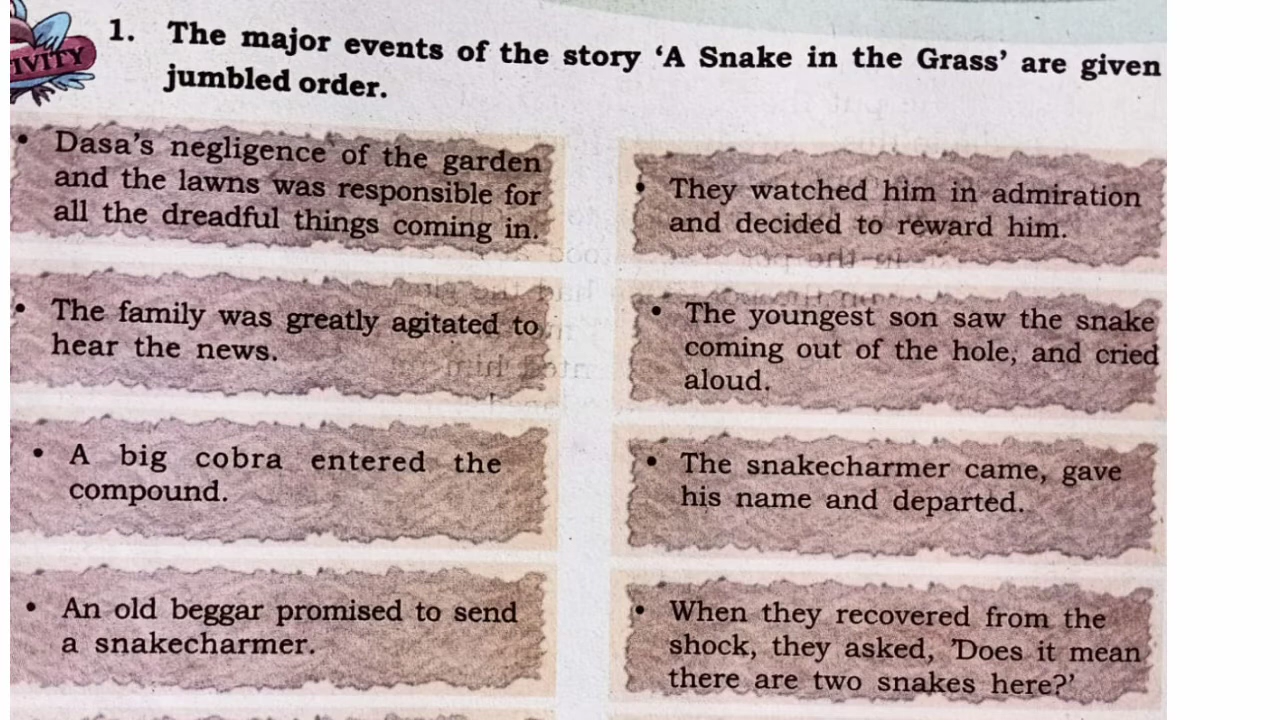 IVITY
1. The major events of the story ‘A Snake in the Grass’ are given
jumbled order.
• Dasa’s negligence of the garden
and the lawns was responsible for
all the dreadful things coming in.
• They watched him in admiration
and decided to reward him.
• The family was greatly agitated to
hear the news.
• The youngest son saw the snake
coming out of the hole, and cried
aloud.
• A big cobra entered the
compound.
• The snakecharmer came, gave
his name and departed.
• An old beggar promised to send
a snakecharmer.
• When they recovered from the
shock, they asked, 'Does it mean
there are two snakes here?’